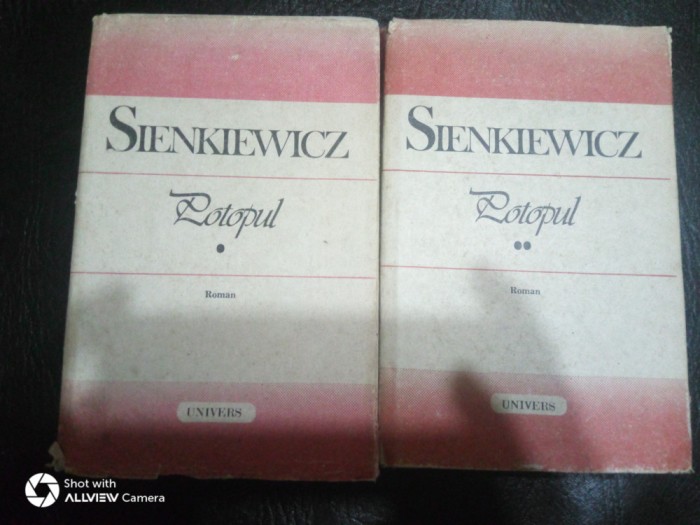 SIENKIEWICZ
Potopul
•
Roman
UNIVERS
SIENKIEWICZ
Potopul
••
Roman
UNIVERS
Shot with
ALLVIEW Camera